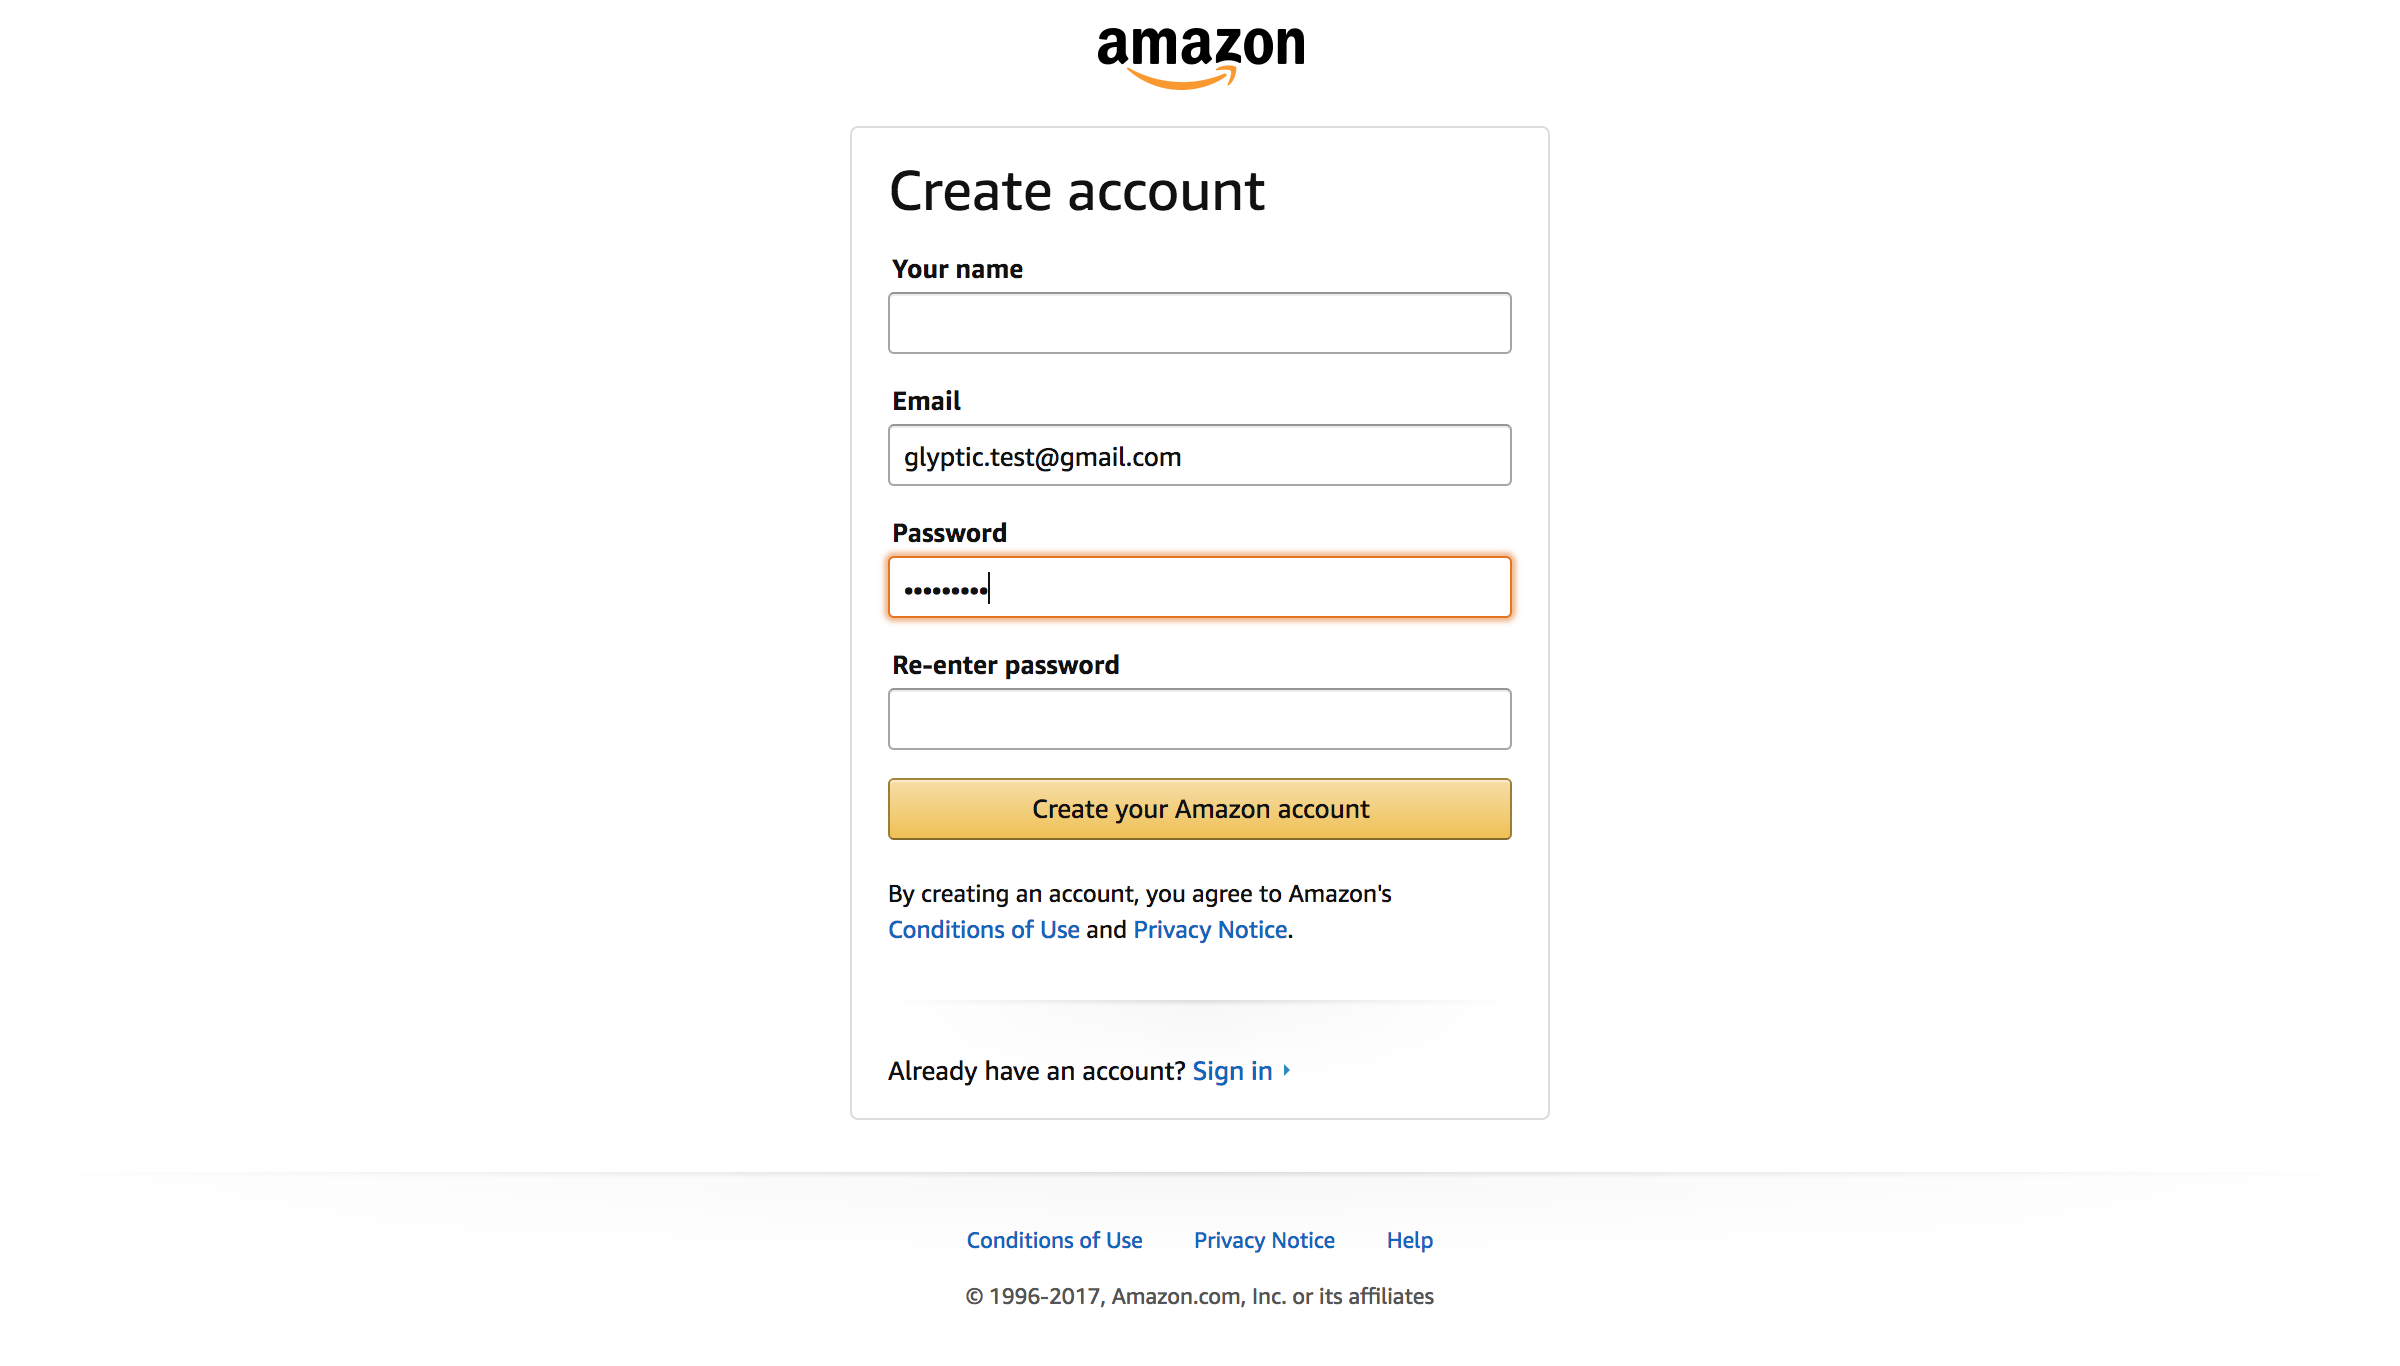 amazon
Create account
Your name
Email
glyptic.test@gmail.com
Password
•••••••••
Re-enter password
Create your Amazon account
By creating an account, you agree to Amazon's
Conditions of Use and Privacy Notice.
Already have an account? Sign in
Conditions of Use Privacy Notice Help
© 1996-2017, Amazon.com, Inc. or its affiliates